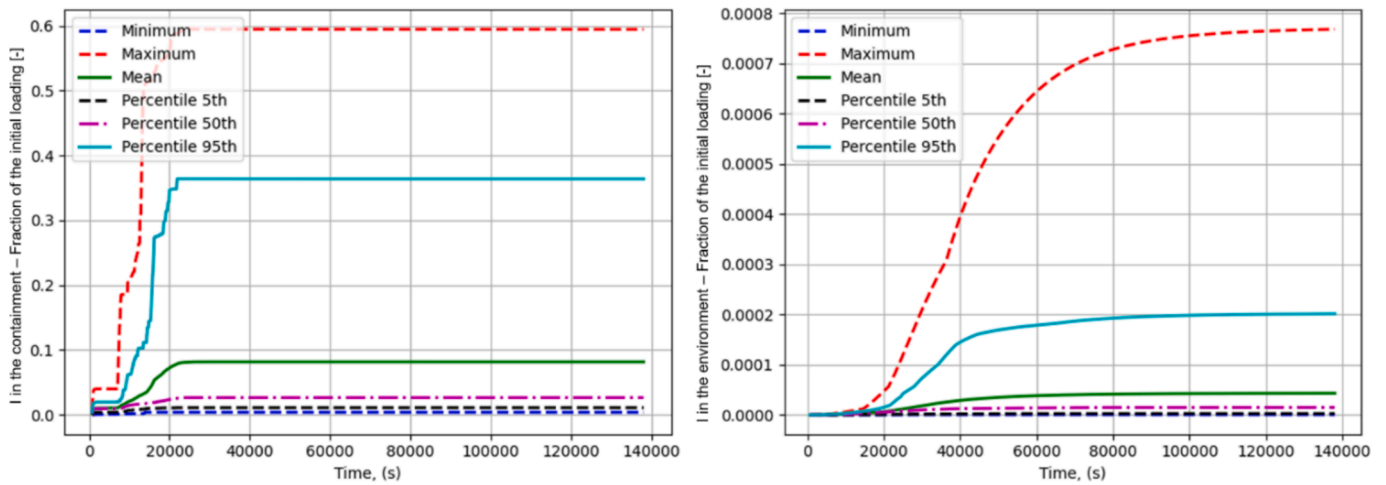 I in the containment – Fraction of the initial loading [-]
0.6
0.5
0.4
0.3
0.2
0.1
0.0
Minimum
Maximum
Mean
Percentile 5th
Percentile 50th
Percentile 95th
0 20000 40000 60000 80000 100000 120000 140000
Time, (s)
I in the environment – Fraction of the initial loading [-]
0.0008
0.0007
0.0006
0.0005
0.0004
0.0003
0.0002
0.0001
0.0000
Minimum
Maximum
Mean
Percentile 5th
Percentile 50th
Percentile 95th
0 20000 40000 60000 80000 100000 120000 140000
Time, (s)